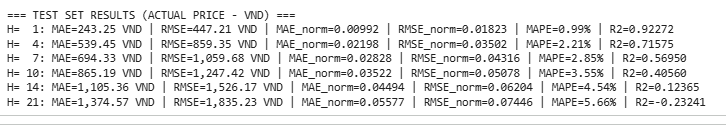 === TEST SET RESULTS (ACTUAL PRICE - VND) ===
H=  1: MAE=243.25 VND | RMSE=447.21 VND | MAE_norm=0.00992 | RMSE_norm=0.01823 | MAPE=0.99% | R2=0.92272
H=  4: MAE=539.45 VND | RMSE=859.35 VND | MAE_norm=0.02198 | RMSE_norm=0.03502 | MAPE=2.21% | R2=0.71575
H=  7: MAE=694.33 VND | RMSE=1,059.68 VND | MAE_norm=0.02828 | RMSE_norm=0.04316 | MAPE=2.85% | R2=0.56950
H= 10: MAE=865.19 VND | RMSE=1,247.42 VND | MAE_norm=0.03522 | RMSE_norm=0.05078 | MAPE=3.55% | R2=0.40560
H= 14: MAE=1,105.36 VND | RMSE=1,526.17 VND | MAE_norm=0.04494 | RMSE_norm=0.06204 | MAPE=4.54% | R2=0.12365
H= 21: MAE=1,374.57 VND | RMSE=1,835.23 VND | MAE_norm=0.05577 | RMSE_norm=0.07446 | MAPE=5.66% | R2=-0.23241